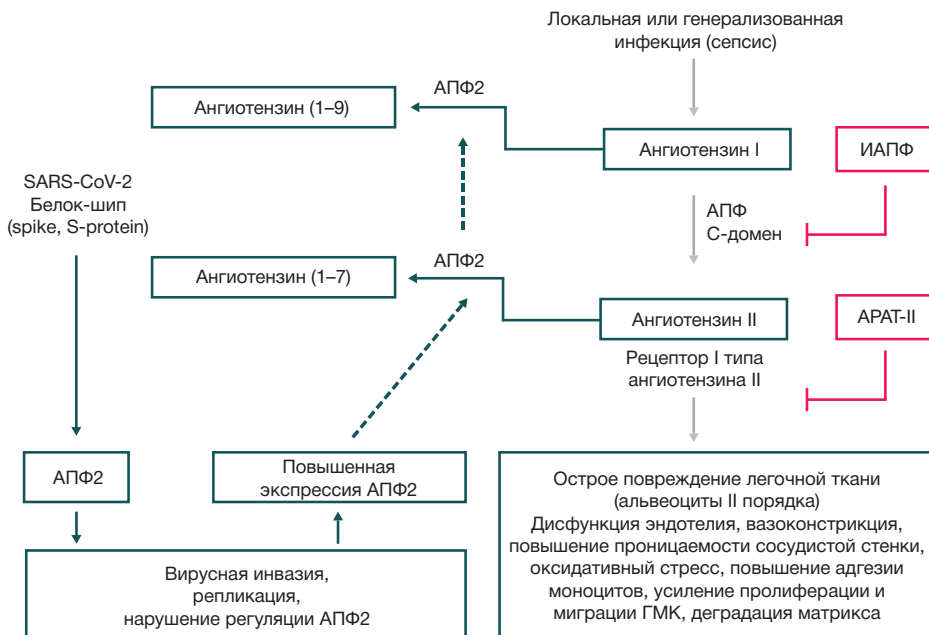 Локальная или генерализованная
инфекция (сепсис)
АПФ2
Ангиотензин (1–9)
Ангиотензин I
ИАПФ
SARS-CoV-2
Белок-шип
(spike, S-protein)
АПФ
С-домен
АПФ2
Ангиотензин (1–7)
Ангиотензин II
АРАТ-II
Рецептор I типа
ангиотензина II
АПФ2
Повышенная
экспрессия АПФ2
Острое повреждение легочной ткани
(альвеоциты II порядка)
Дисфункция эндотелия, вазоконстрикция,
повышение проницаемости сосудистой стенки,
оксидативный стресс, повышение адгезии
моноцитов, усиление пролиферации и
миграции ГМК, деградация матрикса
Вирусная инвазия,
репликация,
нарушение регуляции АПФ2